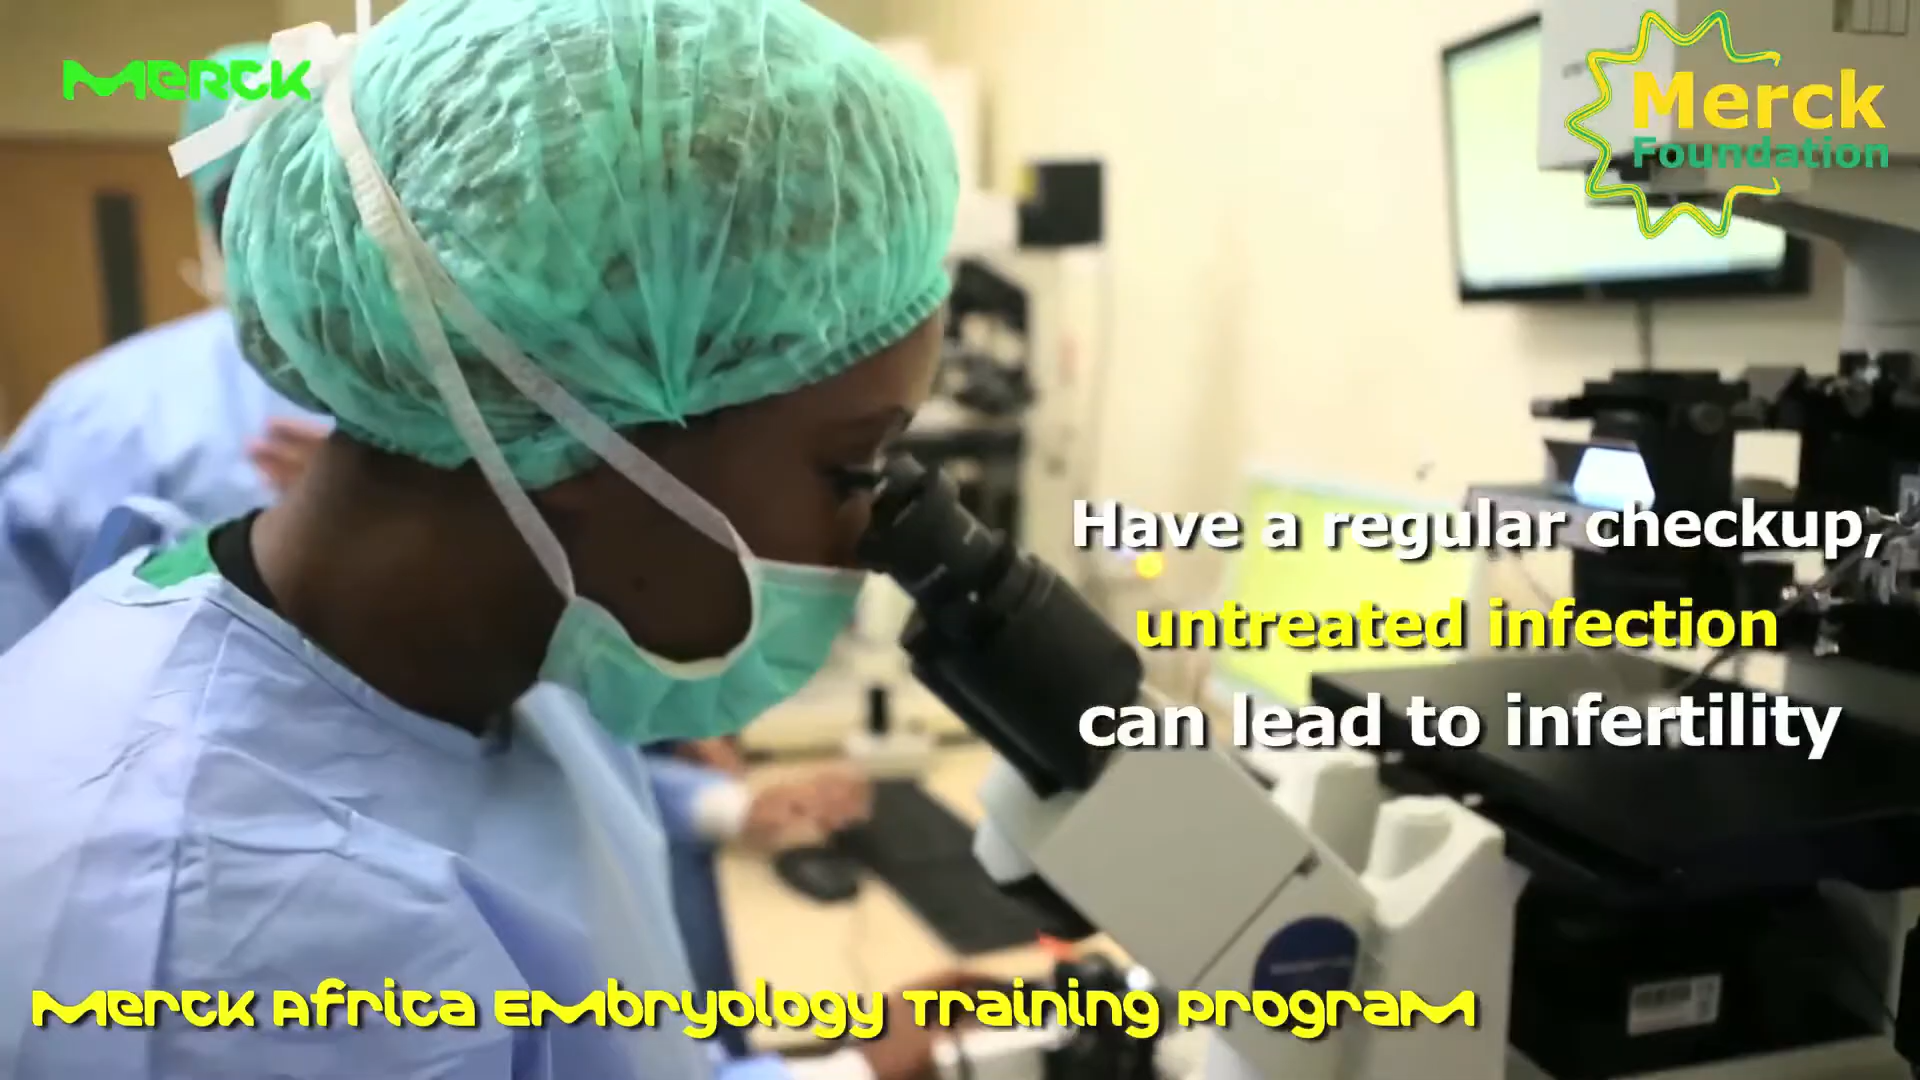 Merck
Merck
Foundation
Have a regular checkup,
untreated infection
can lead to infertility
Merck Africa Embryology Training Program